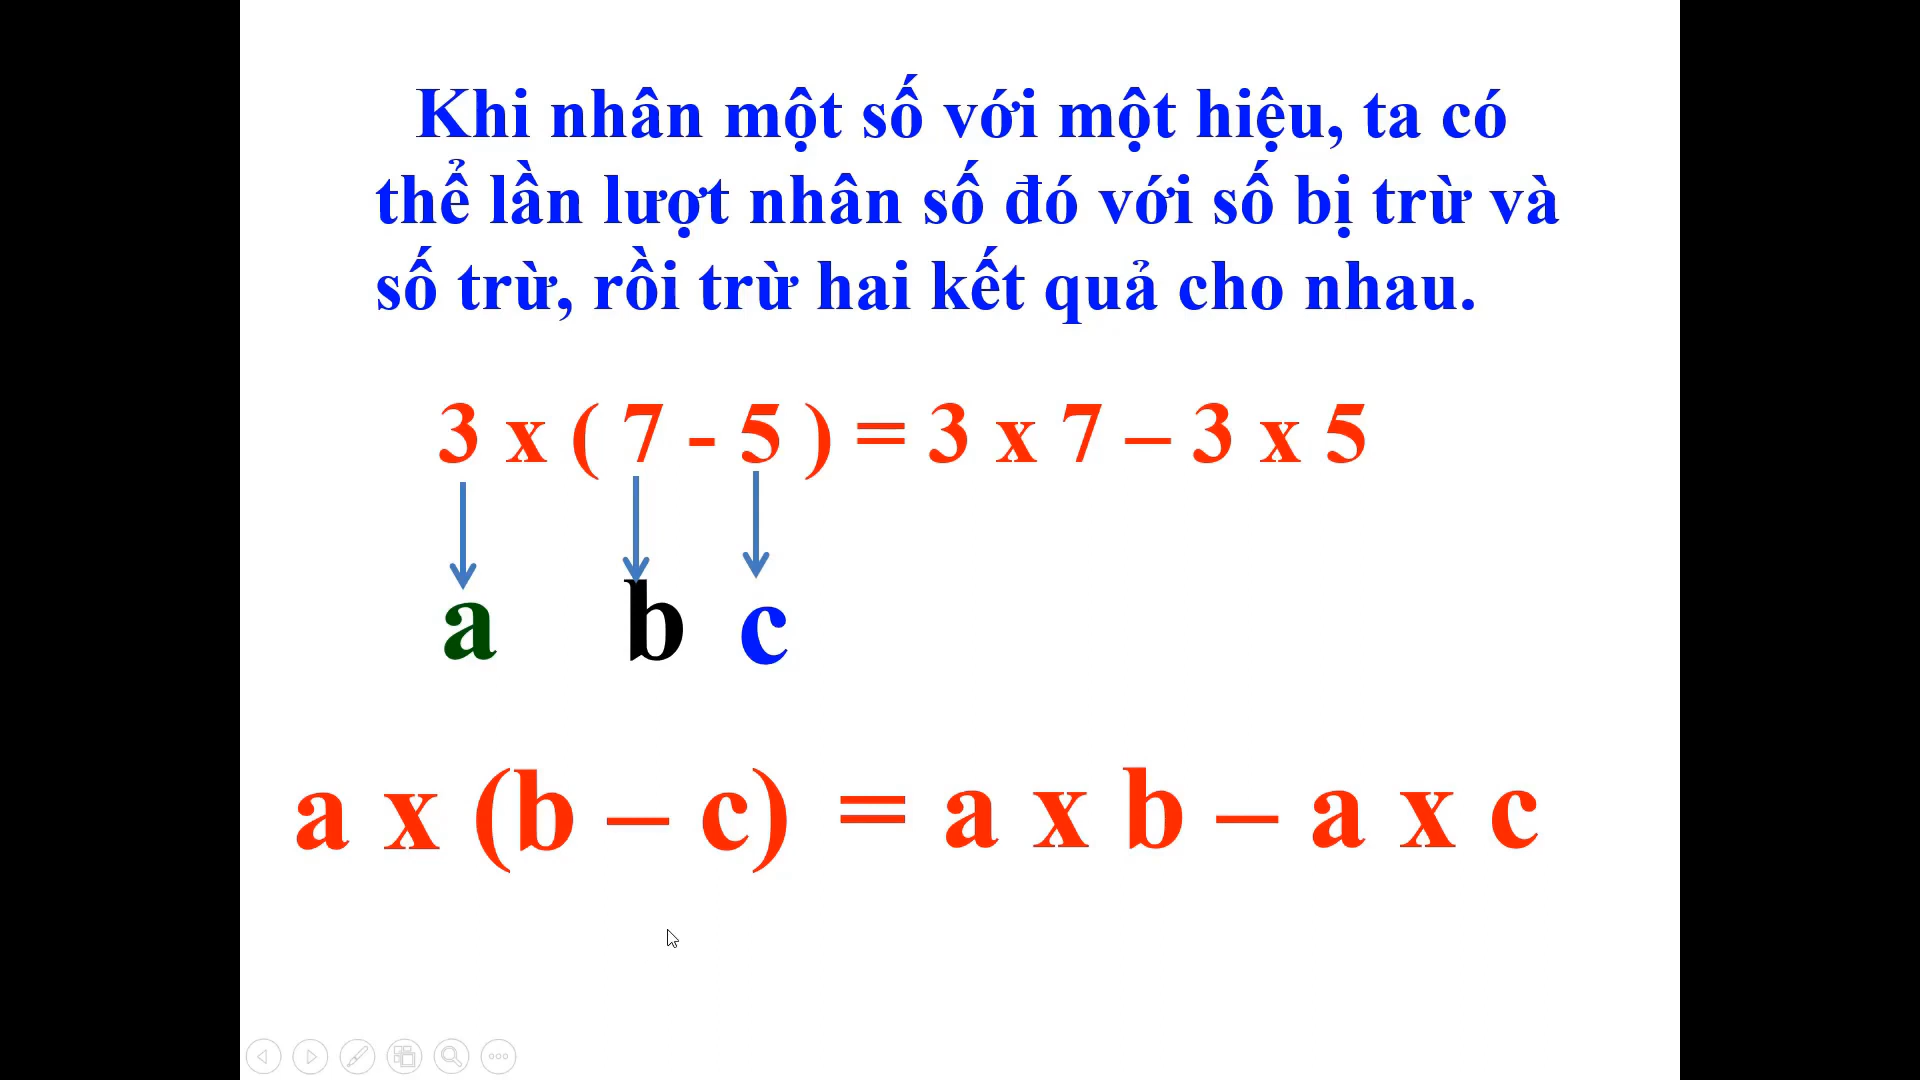 Khi nhân một số với một hiệu, ta có
thể lần lượt nhân số đó với số bị trừ và
số trừ, rồi trừ hai kết quả cho nhau.
3 x ( 7 - 5 ) = 3 x 7 – 3 x 5
a b c
a x (b – c) = a x b – a x c